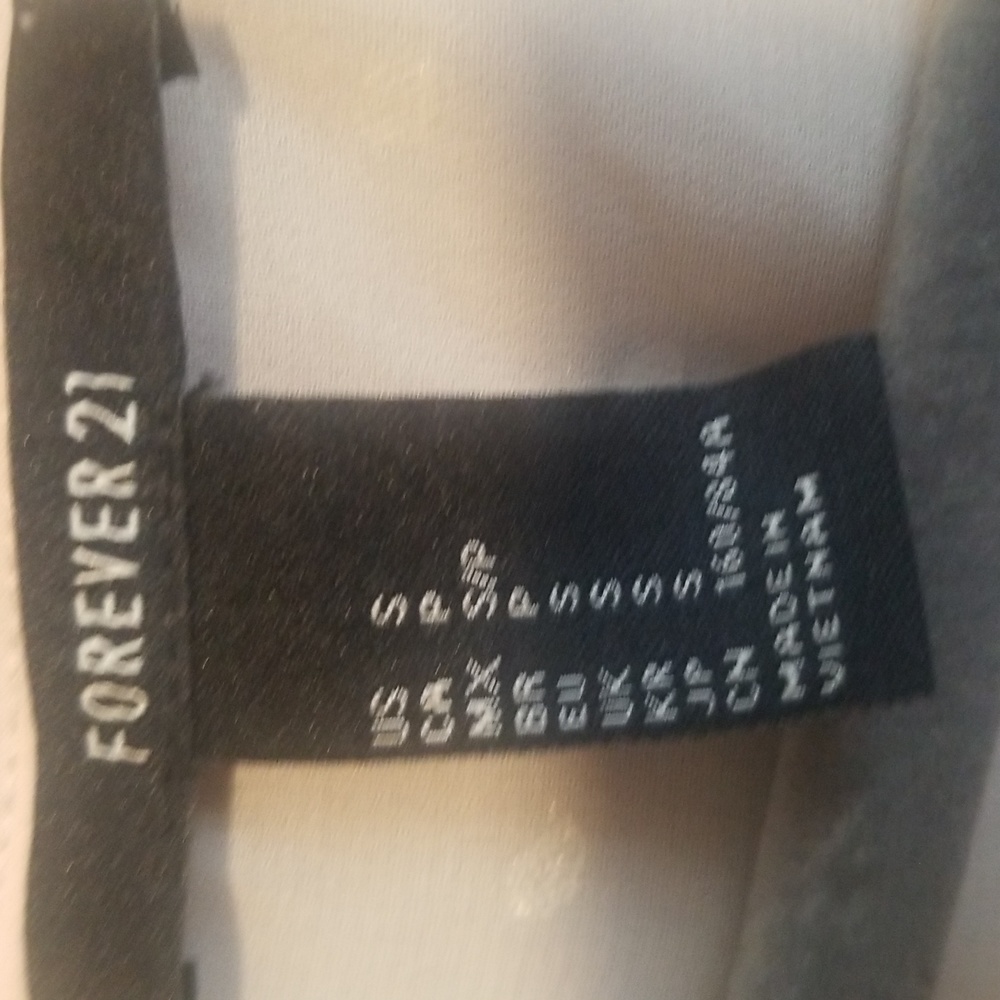 FOREVER 21
US S
CA P
MX S/P
BR P
EU S
UK S
KR S
JP S
CN 160/84A
MADE IN
VIETNAM